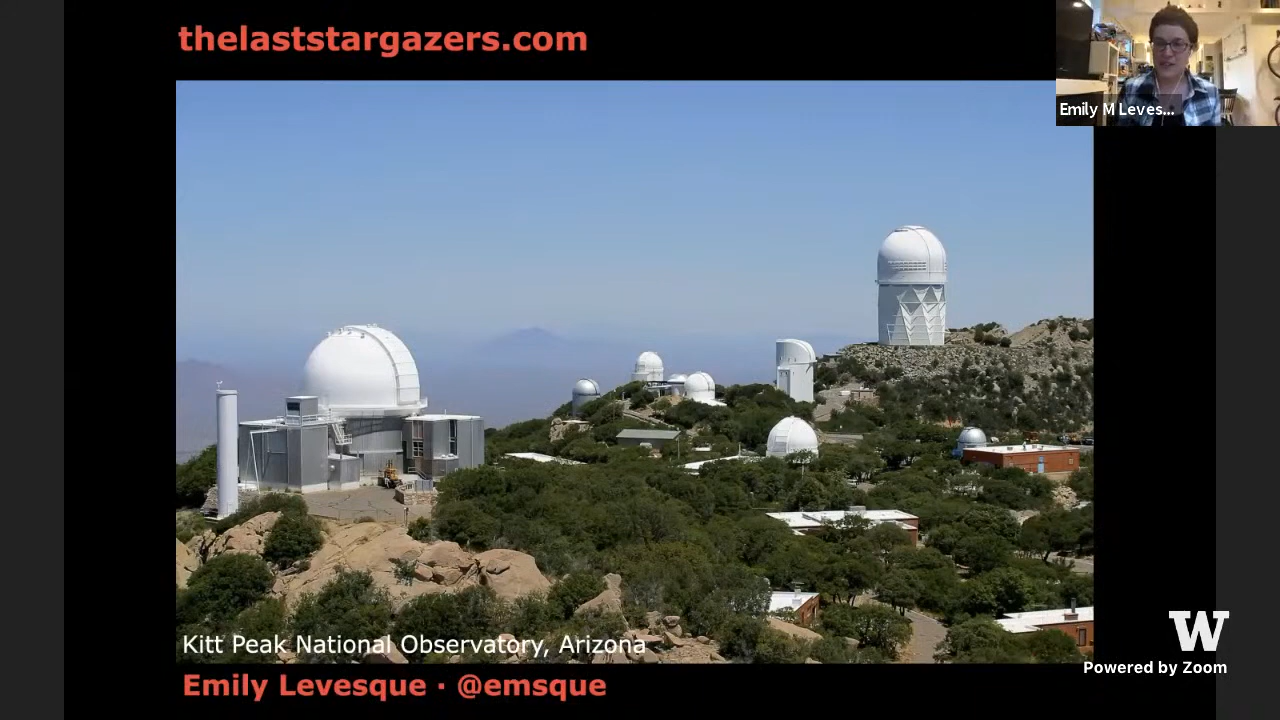 thelaststargazers.com
Emily M Leves...
Kitt Peak National Observatory, Arizona
W
Powered by Zoom
Emily Levesque · @emsque